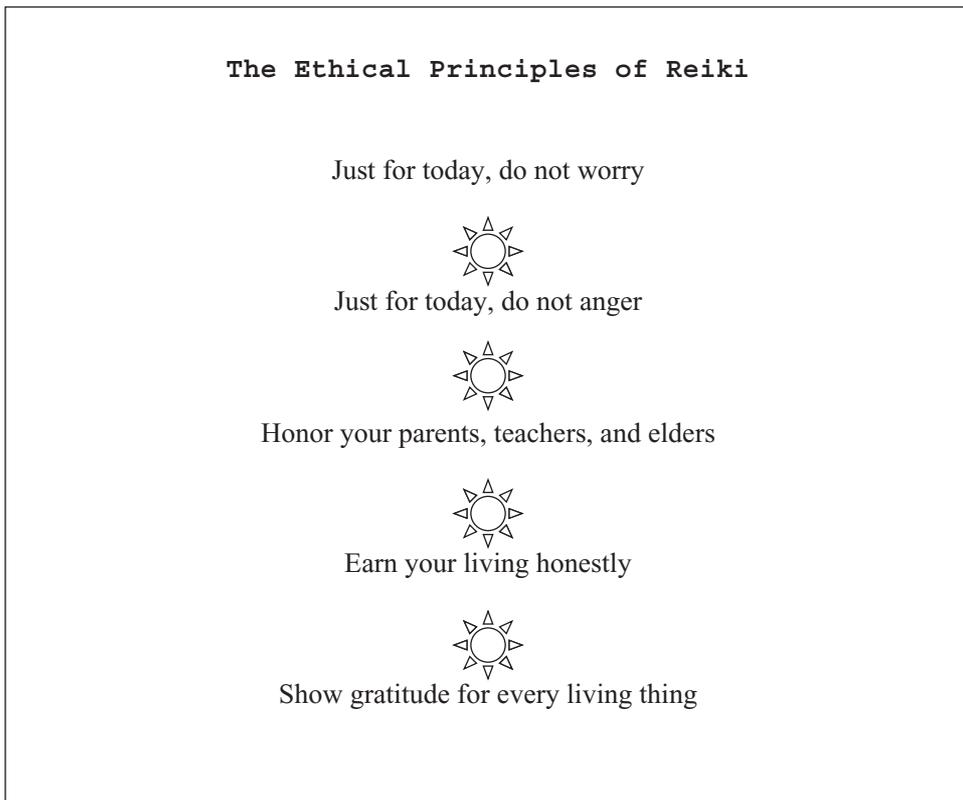 The Ethical Principles of Reiki
Just for today, do not worry
Just for today, do not anger
Honor your parents, teachers, and elders
Earn your living honestly
Show gratitude for every living thing